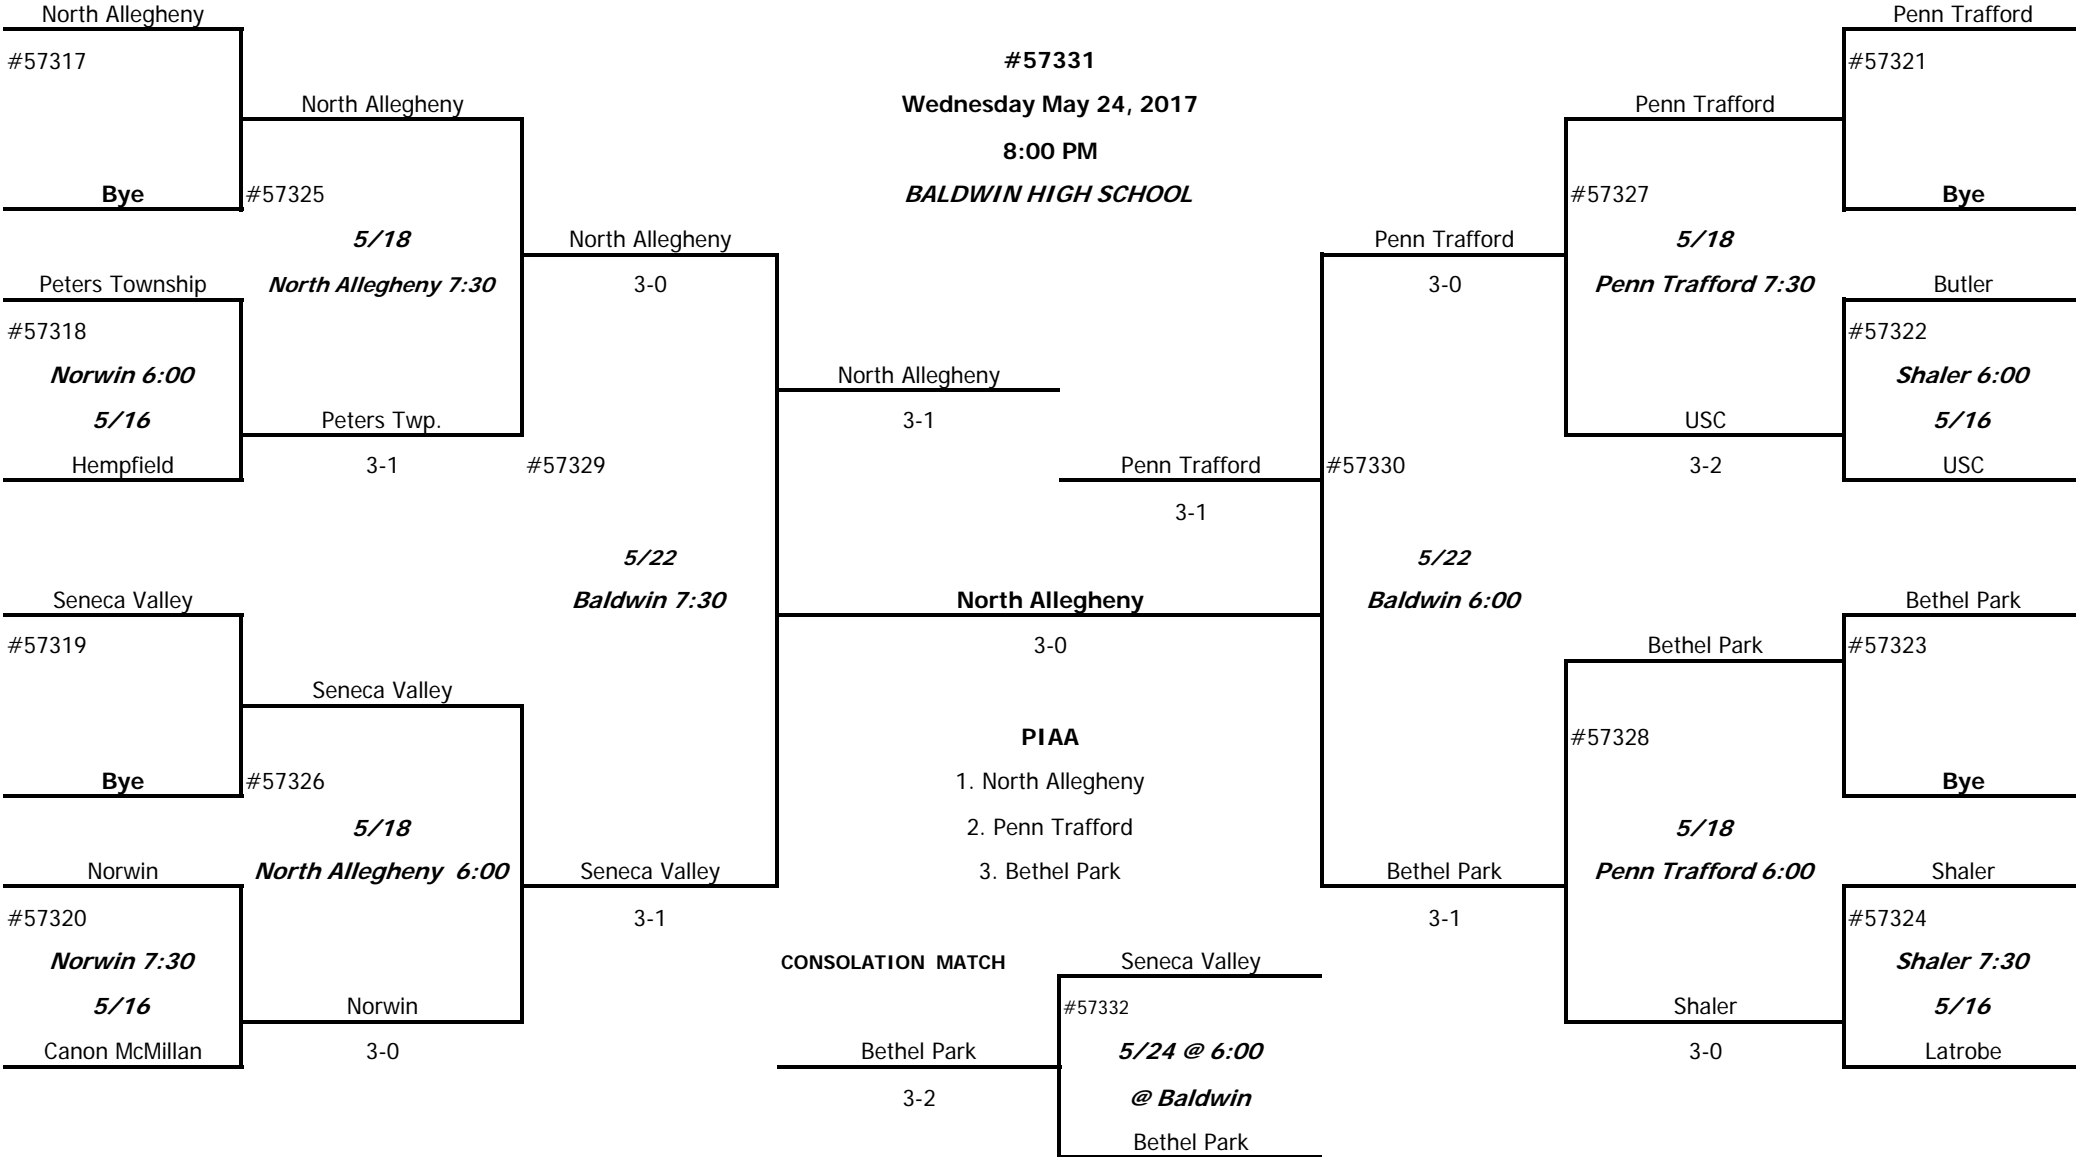 North Allegheny
Penn Trafford
#57317
#57331
#57321
North Allegheny
Wednesday May 24, 2017
Penn Trafford
8:00 PM
Bye
#57325
BALDWIN HIGH SCHOOL
#57327
Bye
5/18
North Allegheny
Penn Trafford
5/18
Peters Township
North Allegheny 7:30
3-0
3-0
Penn Trafford 7:30
Butler
#57318
#57322
Norwin 6:00
North Allegheny
Shaler 6:00
5/16
Peters Twp.
3-1
USC
5/16
Hempfield
3-1
#57329
Penn Trafford
#57330
3-2
USC
3-1
5/22
5/22
Seneca Valley
Baldwin 7:30
North Allegheny
Baldwin 6:00
Bethel Park
#57319
3-0
Bethel Park
#57323
Seneca Valley
PIAA
#57328
Bye
#57326
1. North Allegheny
Bye
5/18
2. Penn Trafford
5/18
Norwin
North Allegheny 6:00
Seneca Valley
3. Bethel Park
Bethel Park
Penn Trafford 6:00
Shaler
#57320
3-1
3-1
#57324
Norwin 7:30
CONSOLATION MATCH
Seneca Valley
Shaler 7:30
5/16
Norwin
#57332
Shaler
5/16
Canon McMillan
3-0
Bethel Park
5/24 @ 6:00
3-0
Latrobe
3-2
@ Baldwin
Bethel Park